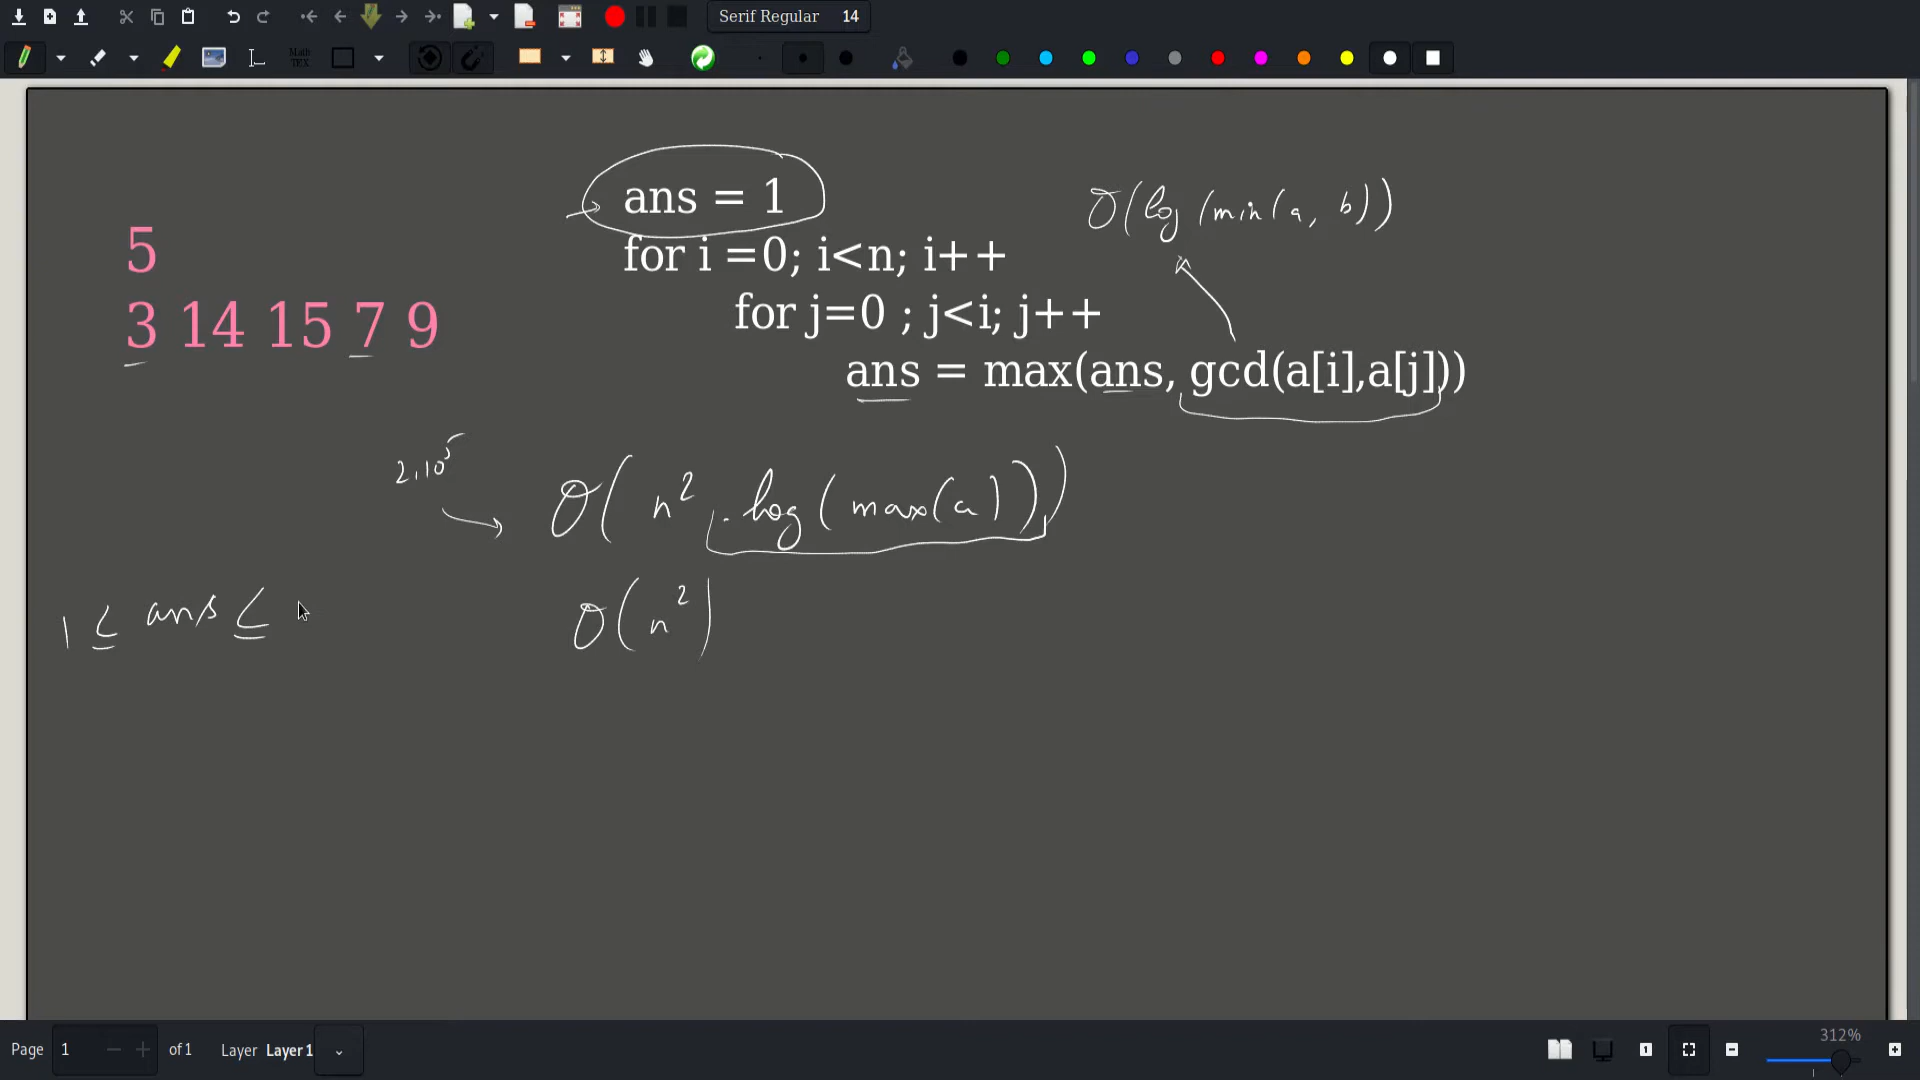 Serif Regular 14
Math
TEX
ans = 1
for i =0; i<n; i++
for j=0 ; j<i; j++
ans = max(ans, gcd(a[i],a[j]))
O(log(min(a, b))
5
3 14 15 7 9
2.10^5
O( n^2 . log( max(a) ) )
1 ≤ ans ≤
O(n^2)
Page 1 of 1 Layer Layer 1
312%